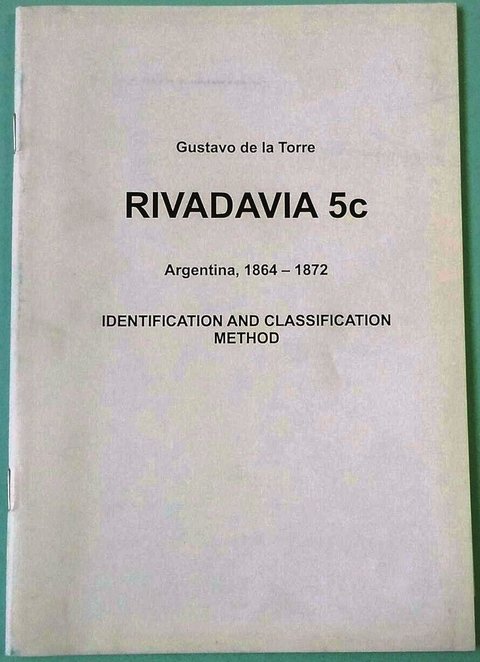 Gustavo de la Torre
RIVADAVIA 5c
Argentina, 1864 – 1872
IDENTIFICATION AND CLASSIFICATION
METHOD